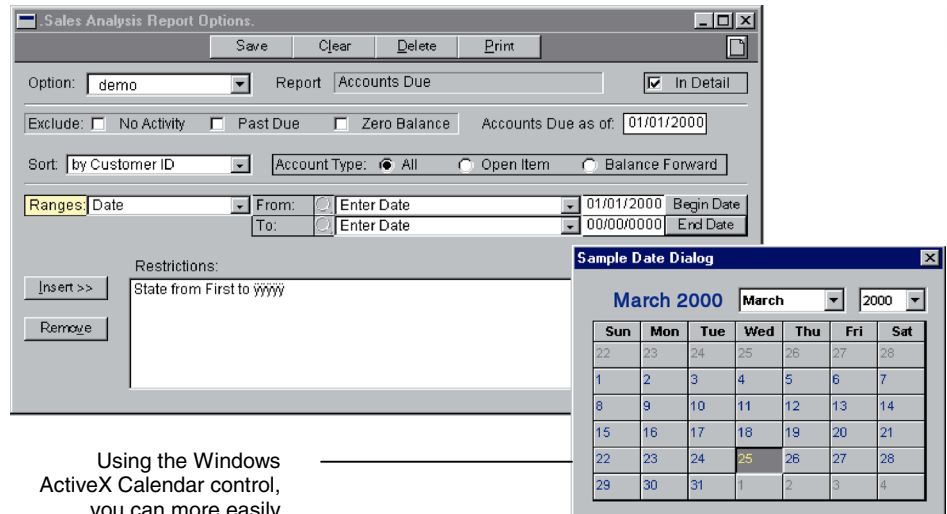 .Sales Analysis Report Options.
Save Clear Delete Print
Option: demo Report Accounts Due In Detail
Exclude: No Activity Past Due Zero Balance Accounts Due as of: 01/01/2000
Sort: by Customer ID Account Type: All Open Item Balance Forward
Ranges: Date From: Enter Date 01/01/2000 Begin Date
To: Enter Date 00/00/0000 End Date
Restrictions:
Insert >> State from First to ÿÿÿÿÿ
Remove
Sample Date Dialog
March 2000 March 2000
Sun Mon Tue Wed Thu Fri Sat
22 23 24 25 26 27 28
1 2 3 4 5 6 7
8 9 10 11 12 13 14
15 16 17 18 19 20 21
22 23 24 25 26 27 28
29 30 31 1 2 3 4
Using the Windows
ActiveX Calendar control,
you can more easily